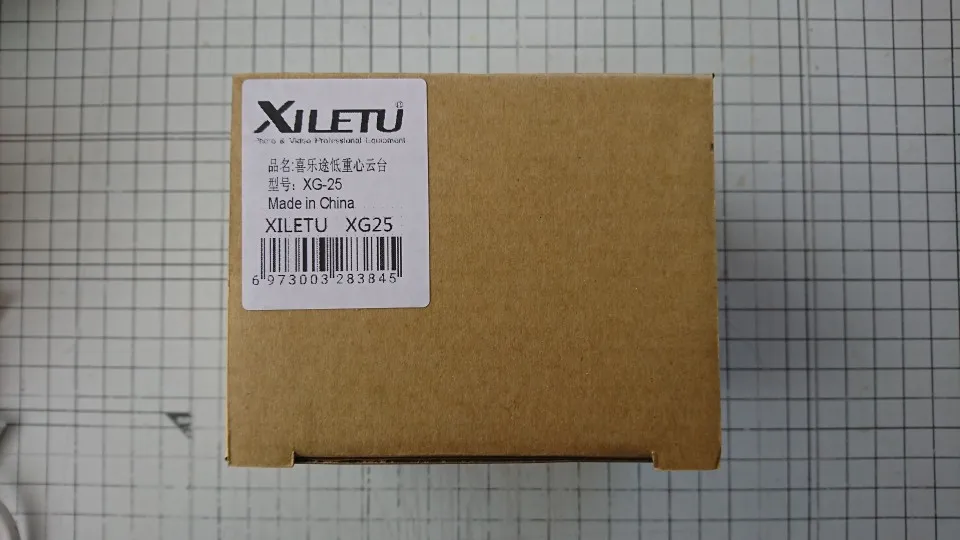 XILETU
Photo & Video Professional Equipment
品名:喜乐途低重心云台
型号: XG-25
Made in China
XILETU XG25
6 973003 283845